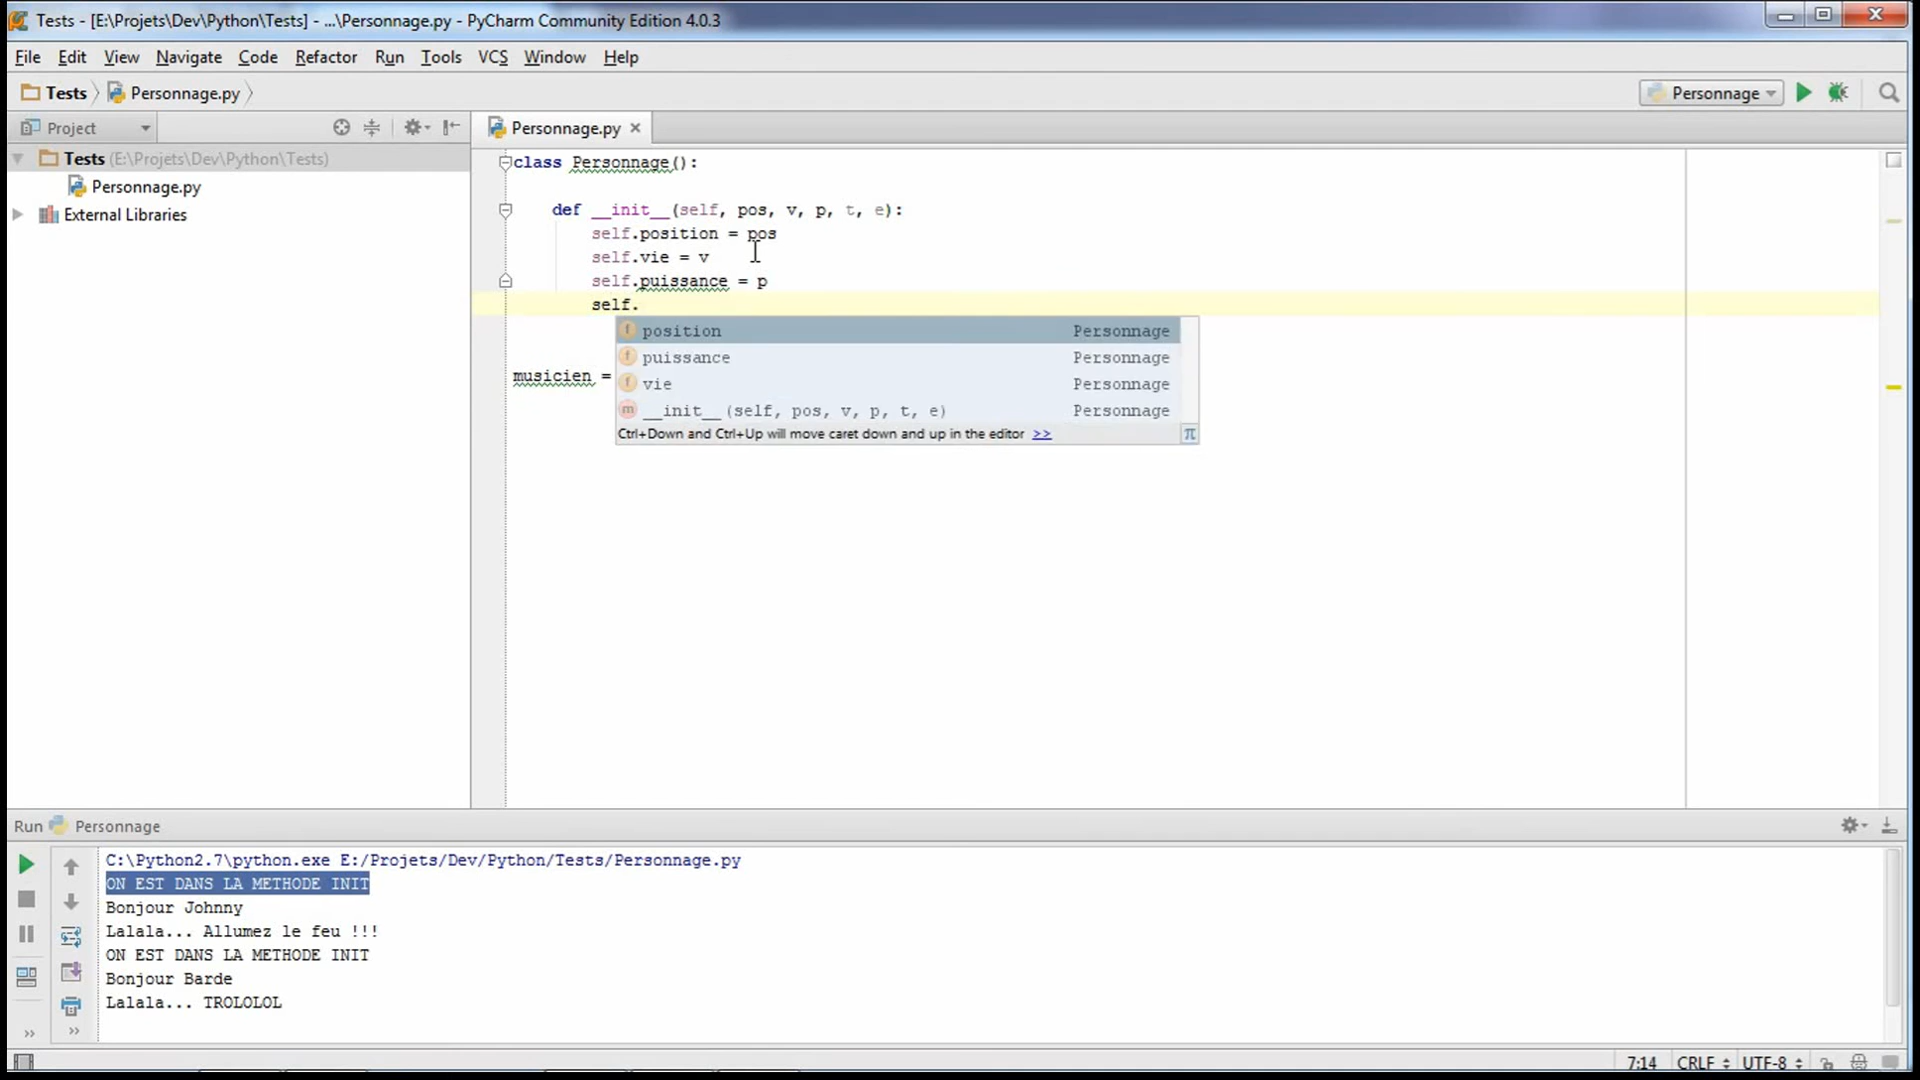 Tests - [E:\Projets\Dev\Python\Tests] - ...\Personnage.py - PyCharm Community Edition 4.0.3
File Edit View Navigate Code Refactor Run Tools VCS Window Help
Tests Personnage.py Personnage
Project
Personnage.py
Tests (E:\Projets\Dev\Python\Tests)
Personnage.py
External Libraries
class Personnage():
def __init__(self, pos, v, p, t, e):
self.position = pos
self.vie = v
self.puissance = p
self.
position Personnage
puissance Personnage
vie Personnage
__init__(self, pos, v, p, t, e) Personnage
Ctrl+Down and Ctrl+Up will move caret down and up in the editor >> π
musicien =
Run Personnage
C:\Python2.7\python.exe E:/Projets/Dev/Python/Tests/Personnage.py
ON EST DANS LA METHODE INIT
Bonjour Johnny
Lalala... Allumez le feu !!!
ON EST DANS LA METHODE INIT
Bonjour Barde
Lalala... TROLOLOL
7:14 CRLF UTF-8